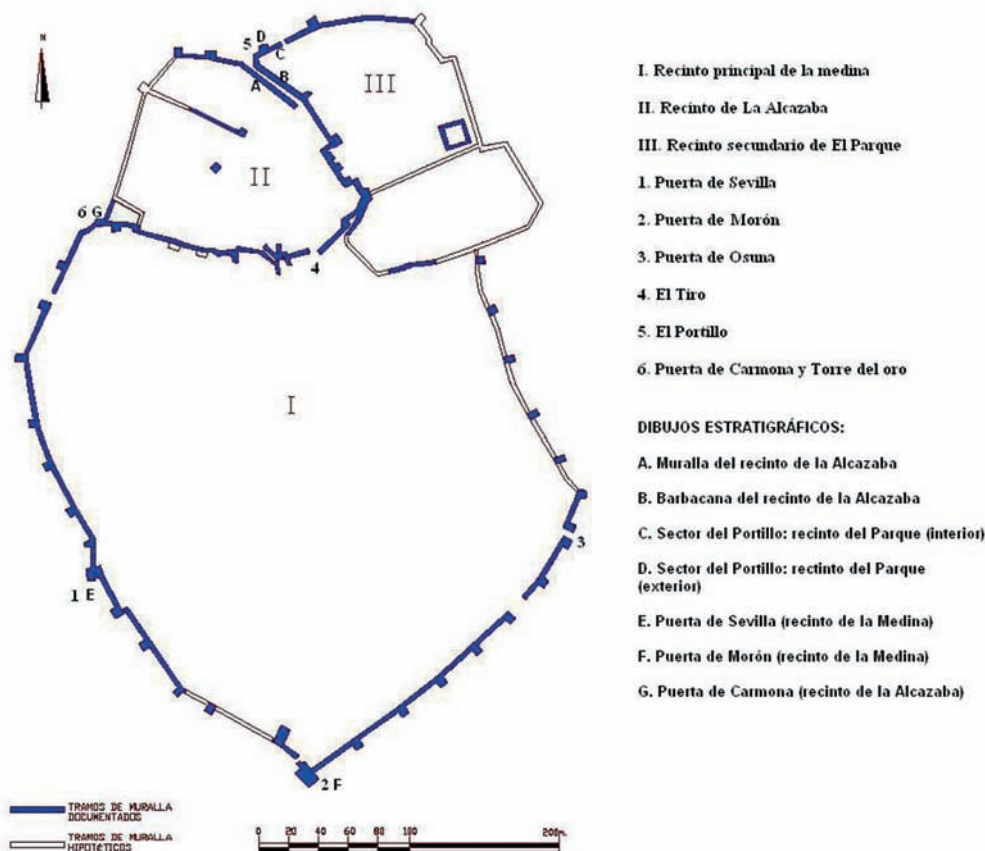 N
5
D
C
A
B
III
II
6 G
4
I
3
1 E
2 F
TRAMOS DE MURALLA
DOCUMENTADOS
TRAMOS DE MURALLA
HIPOTÉTICOS
0 20 40 60 80 100 200m.
I. Recinto principal de la medina
II. Recinto de La Alcazaba
III. Recinto secundario de El Parque
1. Puerta de Sevilla
2. Puerta de Morón
3. Puerta de Osuna
4. El Tiro
5. El Portillo
6. Puerta de Carmona y Torre del oro
DIBUJOS ESTRATIGRÁFICOS:
A. Muralla del recinto de la Alcazaba
B. Barbacana del recinto de la Alcazaba
C. Sector del Portillo: recinto del Parque (interior)
D. Sector del Portillo: rectinto del Parque
(exterior)
E. Puerta de Sevilla (recinto de la Medina)
F. Puerta de Morón (recinto de la Medina)
G. Puerta de Carmona (recinto de la Alcazaba)